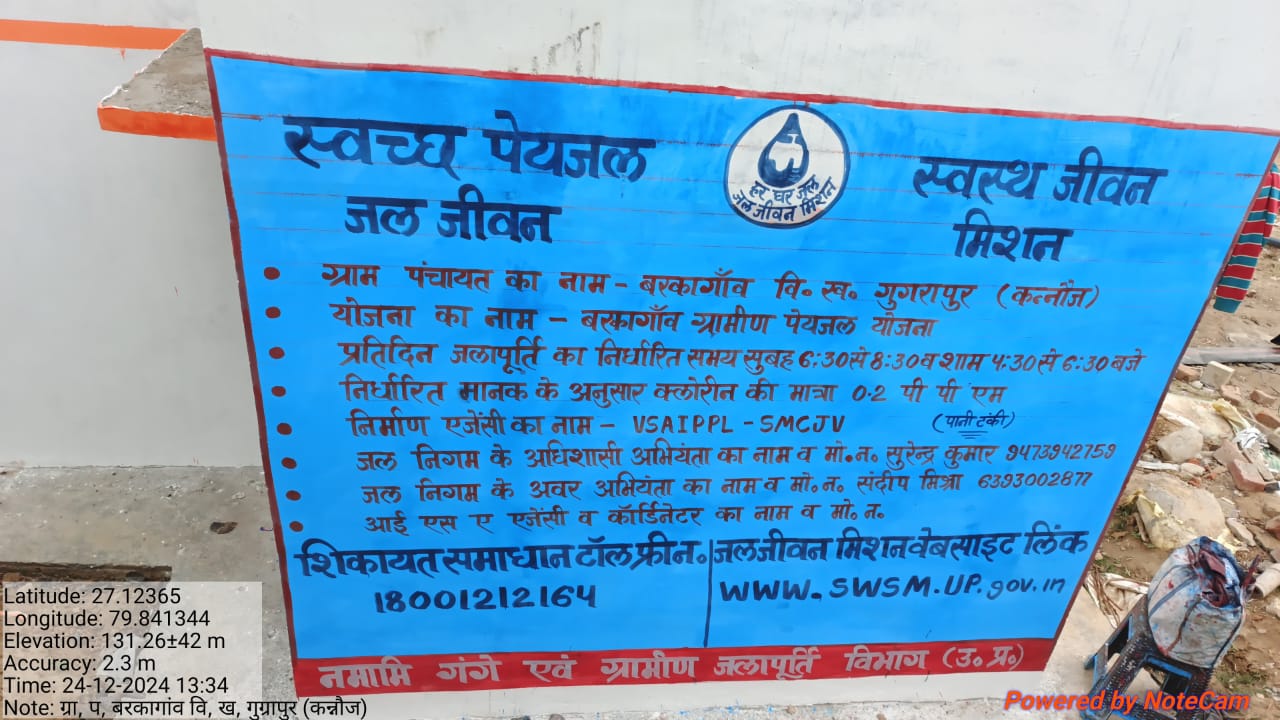 स्वच्छ पेयजल
स्वस्थ जीवन
हर घर जल
जल जीवन मिशन
जल जीवन
मिशन
• ग्राम पंचायत का नाम - बरकागाँव वि० ख० गुगरापुर (कन्नौज)
• योजना का नाम - बरकागाँव ग्रामीण पेयजल योजना
• प्रतिदिन जलापूर्ति का निर्धारित समय सुबह 6:30 से 8:30 व शाम 4:30 से 6:30 बजे
• निर्धारित मानक के अनुसार क्लोरीन की मात्रा 0.2 पी पी एम
• निर्माण एजेंसी का नाम - VSAIPPL - SMCJV (पानी टंकी)
• जल निगम के अधिशासी अभियंता का नाम व मो०न० सुरेन्द्र कुमार 9473942759
• जल निगम के अवर अभियंता का नाम व मो० न० संदीप मिश्रा 6393002877
• आई एस ए एजेंसी व कॉर्डिनेटर का नाम व मो० न०
शिकायत समाधान टॉल फ्री न०
18001212164
जल जीवन मिशन वेबसाइट लिंक
WWW.SWSM.UP.gov.in
नमामि गंगे एवं ग्रामीण जलापूर्ति विभाग (उ० प्र०)
Latitude: 27.12365
Longitude: 79.841344
Elevation: 131.26±42 m
Accuracy: 2.3 m
Time: 24-12-2024 13:34
Note: ग्रा, प, बरकागांव वि, ख, गुग्रापुर (कन्नौज)
Powered by NoteCam